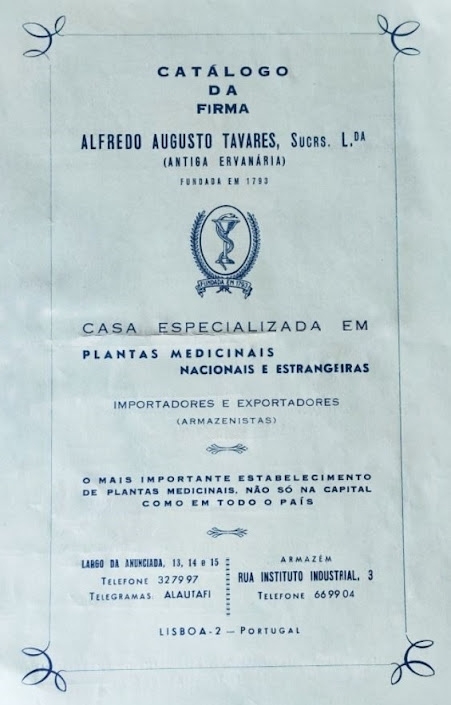 CATÁLOGO
DA
FIRMA
ALFREDO AUGUSTO TAVARES, SUCRS. L.DA
(ANTIGA ERVANÁRIA)
FUNDADA EM 1793
FUNDADA EM 1793
CASA ESPECIALIZADA EM
PLANTAS MEDICINAIS
NACIONAIS E ESTRANGEIRAS
IMPORTADORES E EXPORTADORES
(ARMAZENISTAS)
O MAIS IMPORTANTE ESTABELECIMENTO
DE PLANTAS MEDICINAIS, NÃO SÓ NA CAPITAL
COMO EM TODO O PAÍS
LARGO DA ANUNCIADA, 13, 14 e 15
TELEFONE 327997
TELEGRAMAS: ALAUTAFI
ARMAZÉM
RUA INSTITUTO INDUSTRIAL, 3
TELEFONE 669904
LISBOA-2 — PORTUGAL